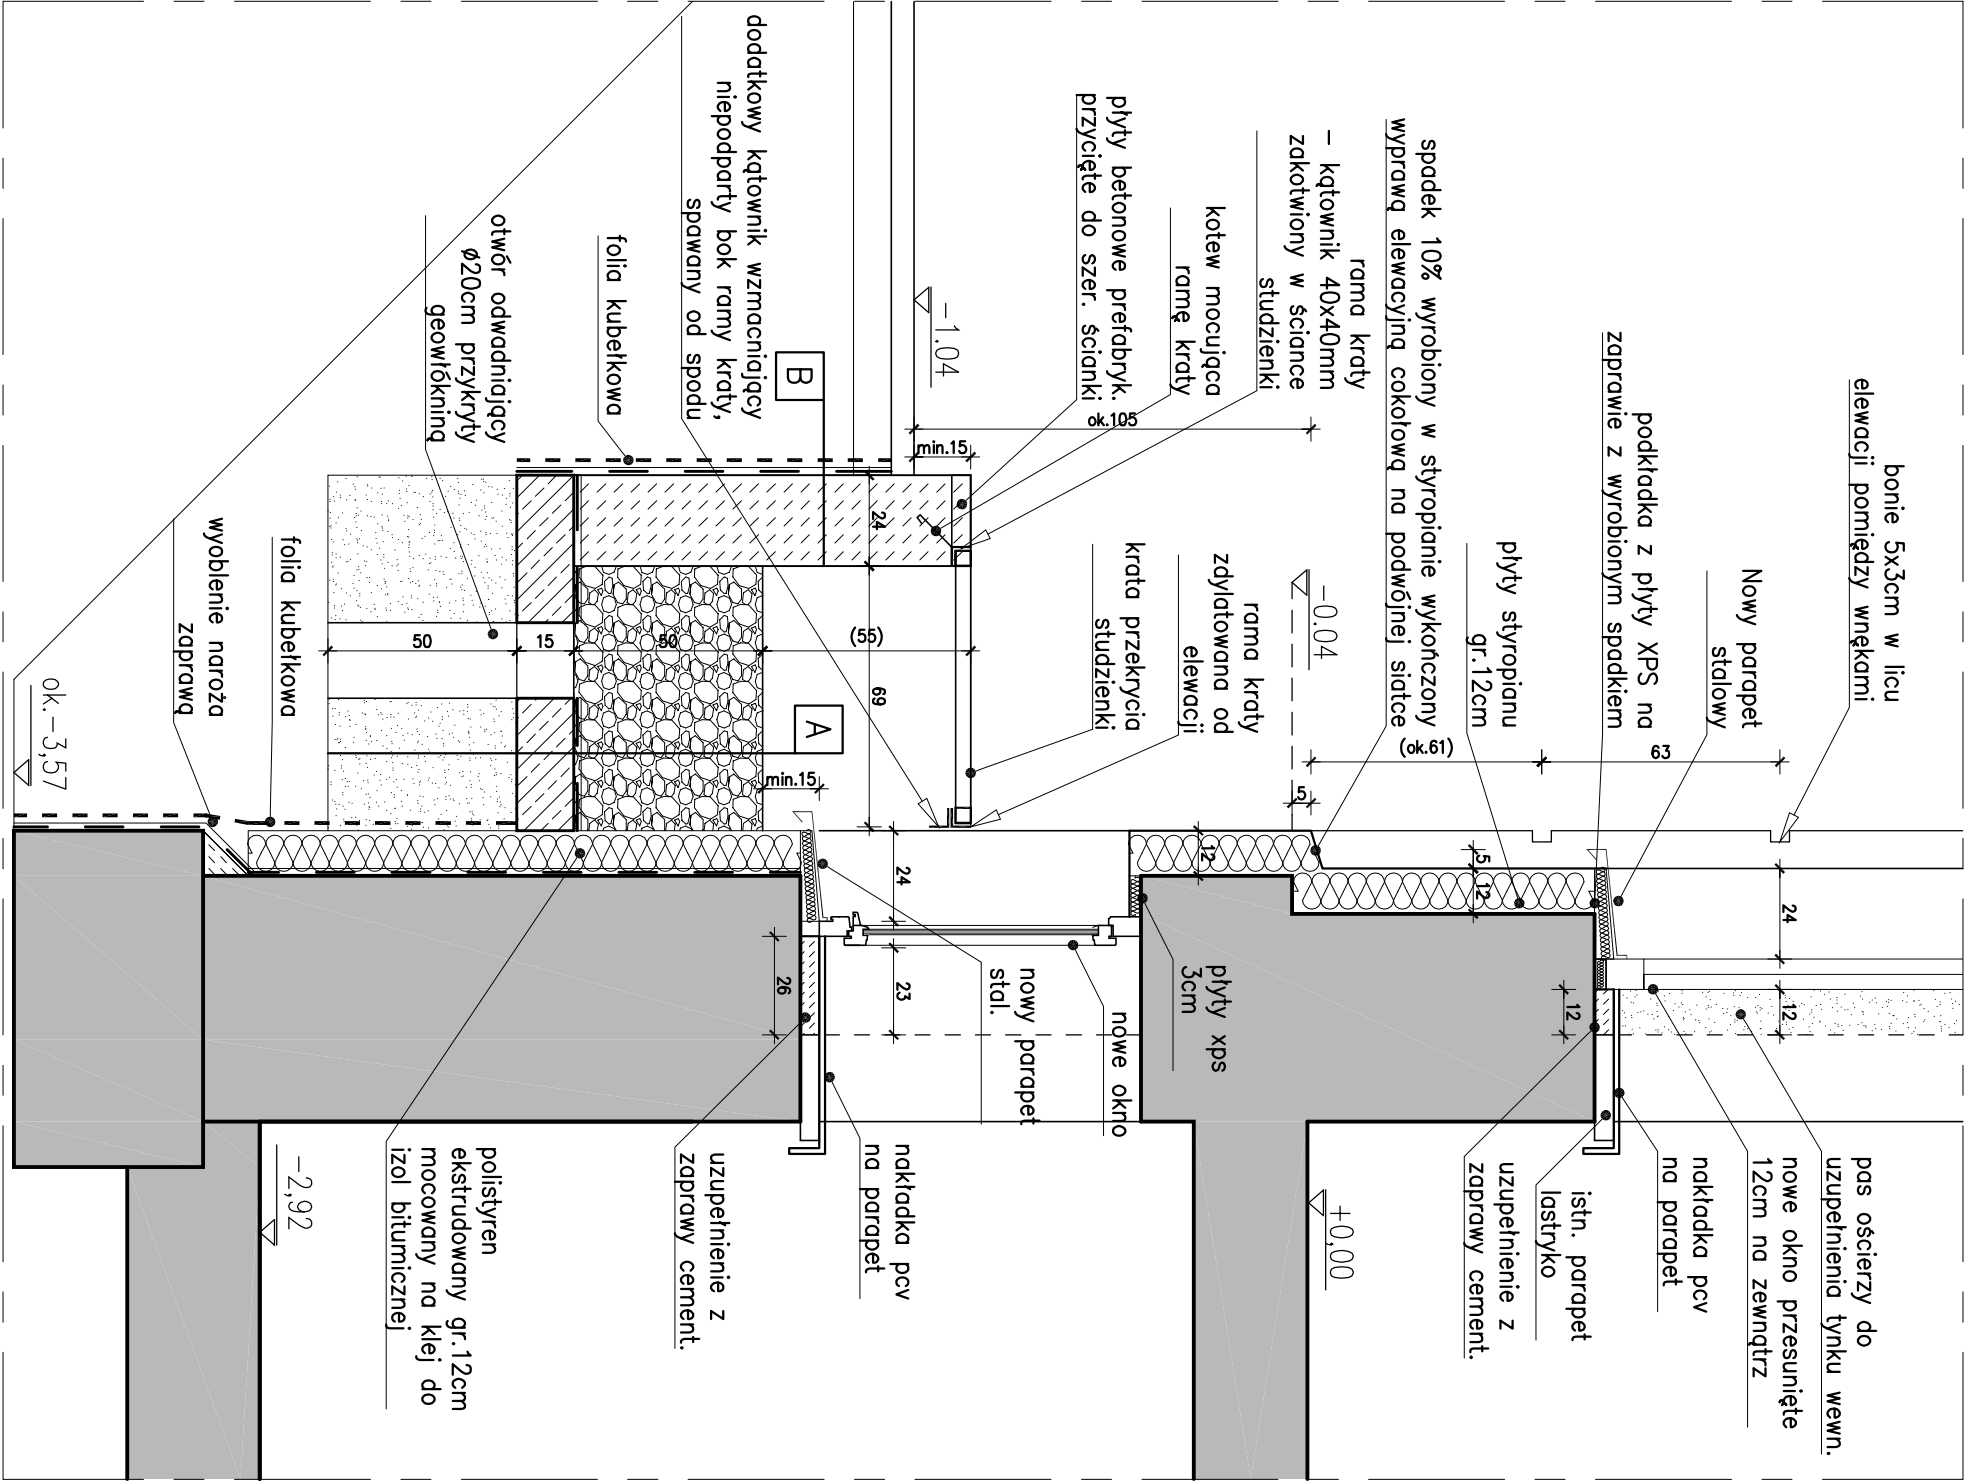 bonie 5x3cm w licu
elewacji pomiędzy wnękami
Nowy parapet
stalowy
podkładka z płyty XPS na
zaprawie z wyrobionym spadkiem
płyty styropianu
gr.12cm
spadek 10% wyrobiony w styropianie wykończony
wyprawą elewacyjną cokołową na podwójnej siatce
rama kraty
– kątownik 40x40mm
zakotwiony w ściance
studzienki
kotew mocująca
ramę kraty
płyty betonowe prefabryk.
przycięte do szer. ścianki
-1.04
dodatkowy kątownik wzmacniający
niepodparty bok ramy kraty,
spawany od spodu
folia kubełkowa
otwór odwadniający
ø20cm przykryty
geowłókniną
-0.04
rama kraty
zdylatowana od
elewacji
krata przekrycia
studzienki
B
A
folia kubełkowa
wyoblenie naroża
zaprawą
ok.-3,57
63
(ok.61)
5
ok.105
min.15
24
69
(55)
50
15
50
min.15
24
12
5
12
12
12
24
23
26
płyty xps
3cm
nowe okno
nowy parapet
stal.
pas ościerzy do
uzupełnienia tynku wewn.
nowe okno przesunięte
12cm na zewnątrz
nakładka pcv
na parapet
istn. parapet
lastryko
uzupełnienie z
zaprawy cement.
+0,00
nakładka pcv
na parapet
uzupełnienie z
zaprawy cement.
polistyren
ekstrudowany gr.12cm
mocowany na klej do
izol bitumicznej
-2,92